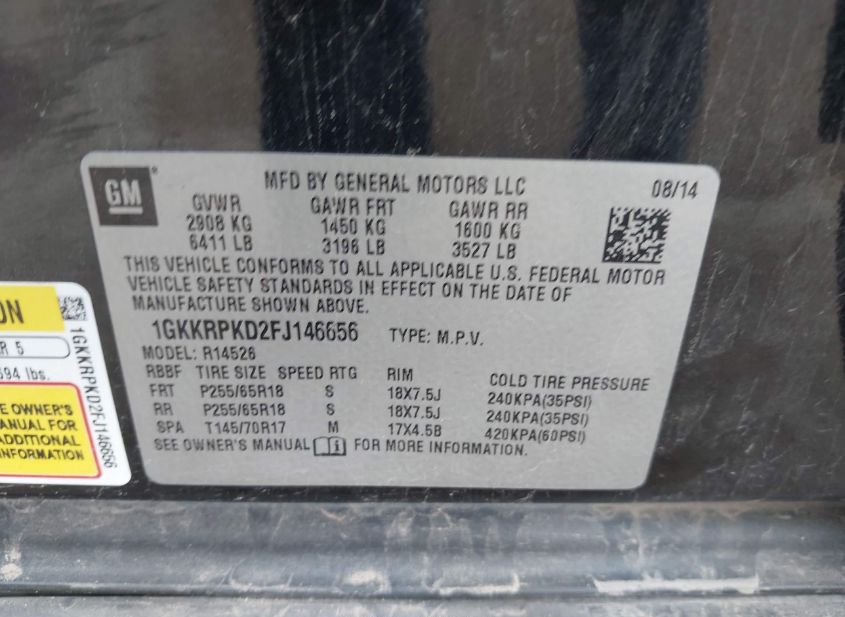 GM
MFD BY GENERAL MOTORS LLC
08/14
GVWR GAWR FRT GAWR RR
2908 KG 1450 KG 1600 KG
6411 LB 3196 LB 3527 LB
THIS VEHICLE CONFORMS TO ALL APPLICABLE U.S. FEDERAL MOTOR
VEHICLE SAFETY STANDARDS IN EFFECT ON THE DATE OF
MANUFACTURE SHOWN ABOVE.
1GKKRPKD2FJ146656 TYPE: M.P.V.
MODEL: R14526
RBBF TIRE SIZE SPEED RTG RIM COLD TIRE PRESSURE
FRT P255/65R18 S 18X7.5J 240KPA(35PSI)
RR P255/65R18 S 18X7.5J 240KPA(35PSI)
SPA T145/70R17 M 17X4.5B 420KPA(60PSI)
SEE OWNER'S MANUAL FOR MORE INFORMATION.
ON
R 5
594 lbs.
E OWNER'S
MANUAL FOR
ADDITIONAL
INFORMATION
1GKKRPKD2FJ146656